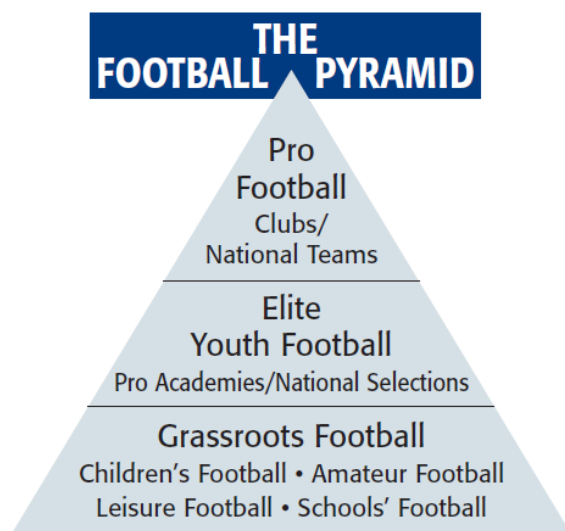 THE
FOOTBALL PYRAMID
Pro
Football
Clubs/
National Teams
Elite
Youth Football
Pro Academies/National Selections
Grassroots Football
Children's Football • Amateur Football
Leisure Football • Schools' Football